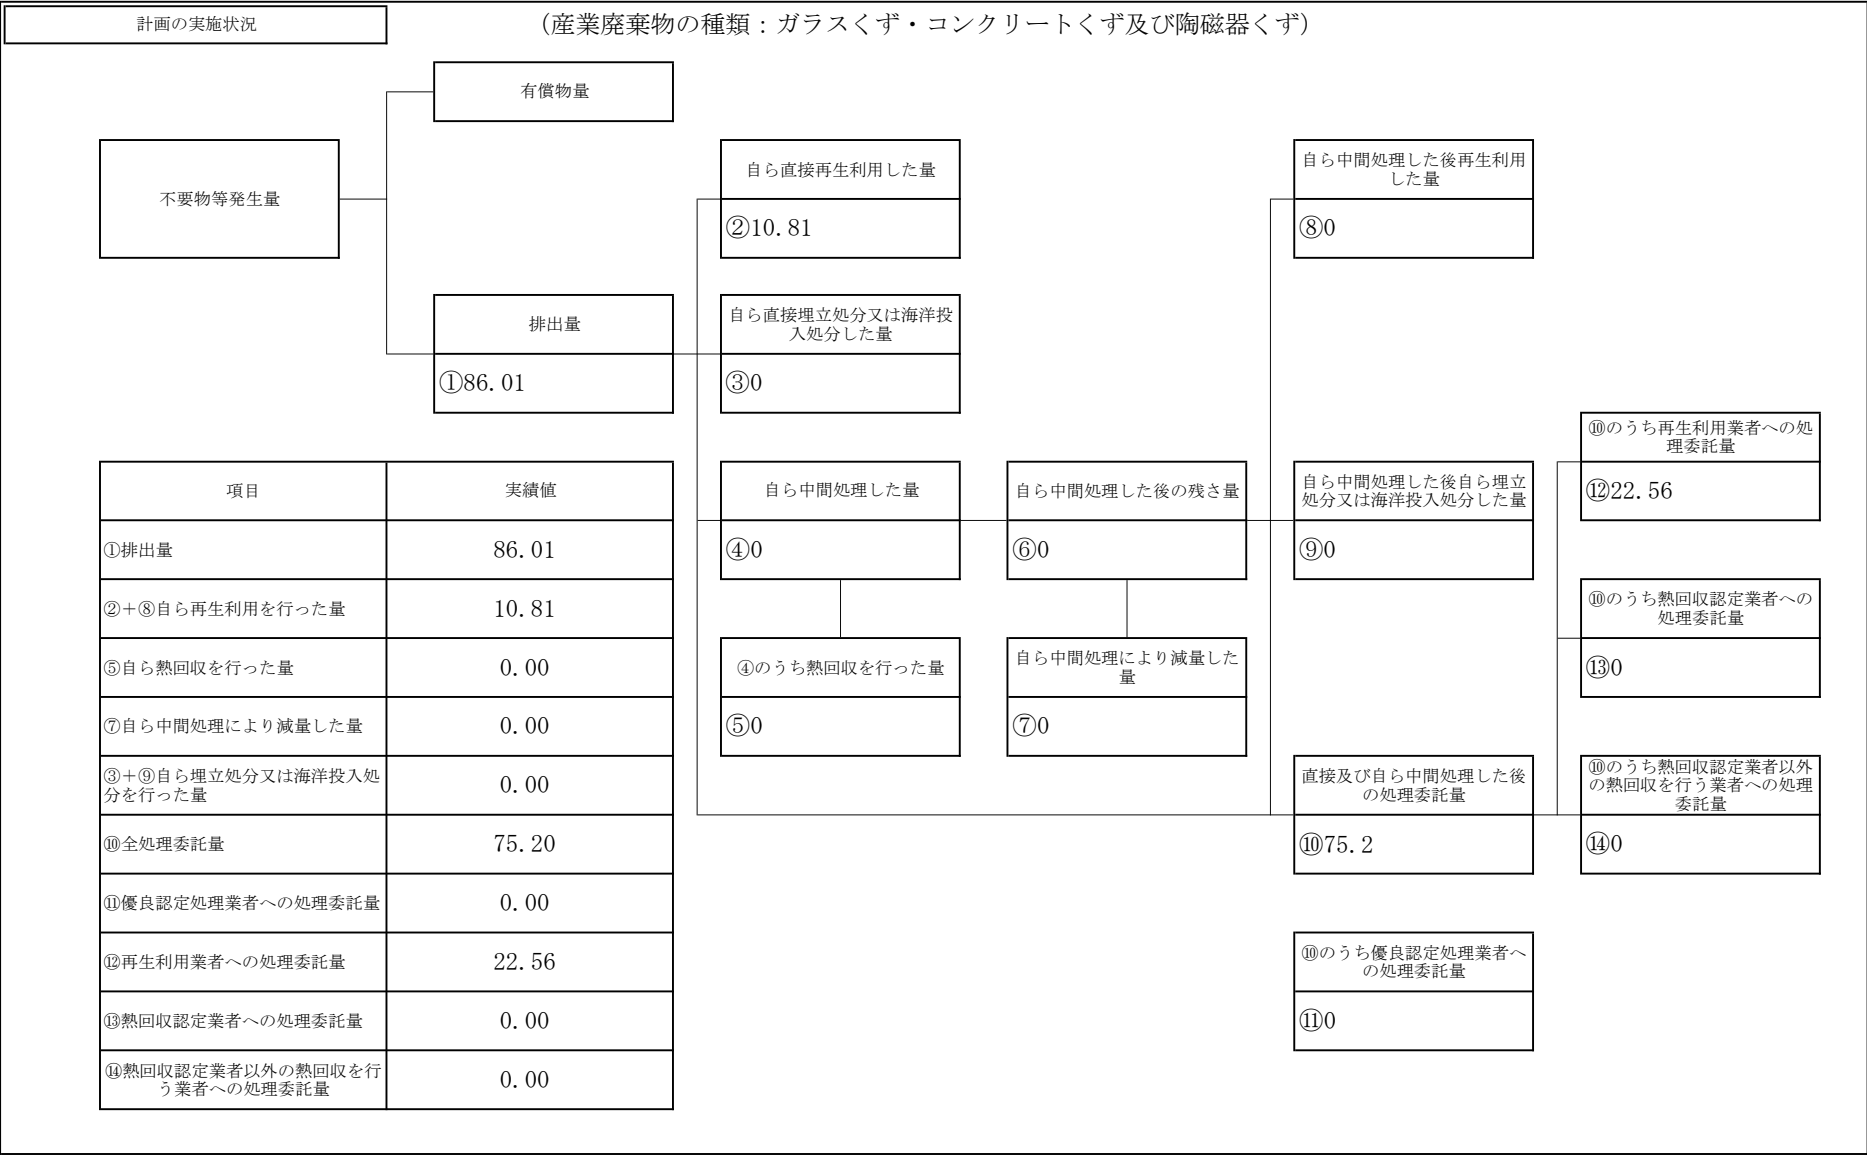 計画の実施状況
（産業廃棄物の種類：ガラスくず・コンクリートくず及び陶磁器くず）
有償物量
不要物等発生量
自ら直接再生利用した量
②10.81
自ら中間処理した後再生利用
した量
⑧0
排出量
①86.01
自ら直接埋立処分又は海洋投
入処分した量
③0
⑩のうち再生利用業者への処
理委託量
⑫22.56
自ら中間処理した量
④0
自ら中間処理した後の残さ量
⑥0
自ら中間処理した後自ら埋立
処分又は海洋投入処分した量
⑨0
⑩のうち熱回収認定業者への
処理委託量
⑬0
④のうち熱回収を行った量
⑤0
自ら中間処理により減量した
量
⑦0
直接及び自ら中間処理した後
の処理委託量
⑩75.2
⑩のうち熱回収認定業者以外
の熱回収を行う業者への処理
委託量
⑭0
⑩のうち優良認定処理業者へ
の処理委託量
⑪0
項目 実績値
①排出量 86.01
②＋⑧自ら再生利用を行った量 10.81
⑤自ら熱回収を行った量 0.00
⑦自ら中間処理により減量した量 0.00
③＋⑨自ら埋立処分又は海洋投入処
分を行った量 0.00
⑩全処理委託量 75.20
⑪優良認定処理業者への処理委託量 0.00
⑫再生利用業者への処理委託量 22.56
⑬熱回収認定業者への処理委託量 0.00
⑭熱回収認定業者以外の熱回収を行
う業者への処理委託量 0.00